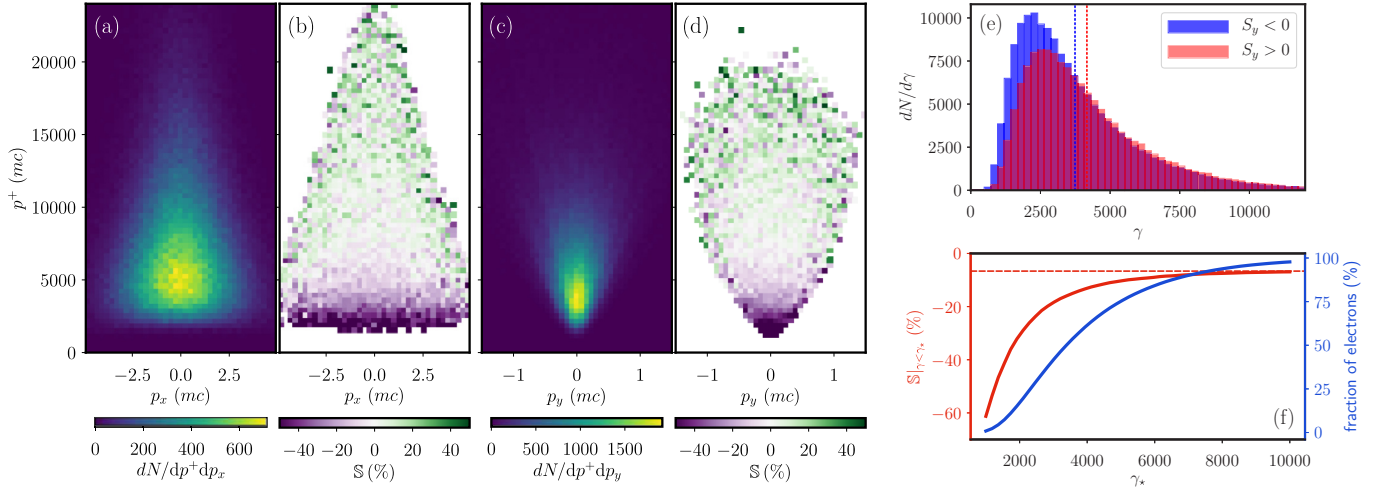 (a)
(b)
(c)
(d)
p⁺ (mc)
20000
15000
10000
5000
0
−2.5 0.0 2.5
pₓ (mc)
−2.5 0.0 2.5
pₓ (mc)
−1 0 1
p_y (mc)
−1 0 1
p_y (mc)
0 200 400 600
dN/dp⁺dpₓ
−40 −20 0 20 40
𝕊 (%)
0 500 1000 1500
dN/dp⁺dp_y
−40 −20 0 20 40
𝕊 (%)
(e)
S_y < 0
S_y > 0
dN/dγ
10000
7500
5000
2500
0
0 2500 5000 7500 10000
γ
(f)
𝕊|_γ<γ⋆ (%)
0
−20
−40
−60
fraction of electrons (%)
100
75
50
25
0
2000 4000 6000 8000 10000
γ⋆